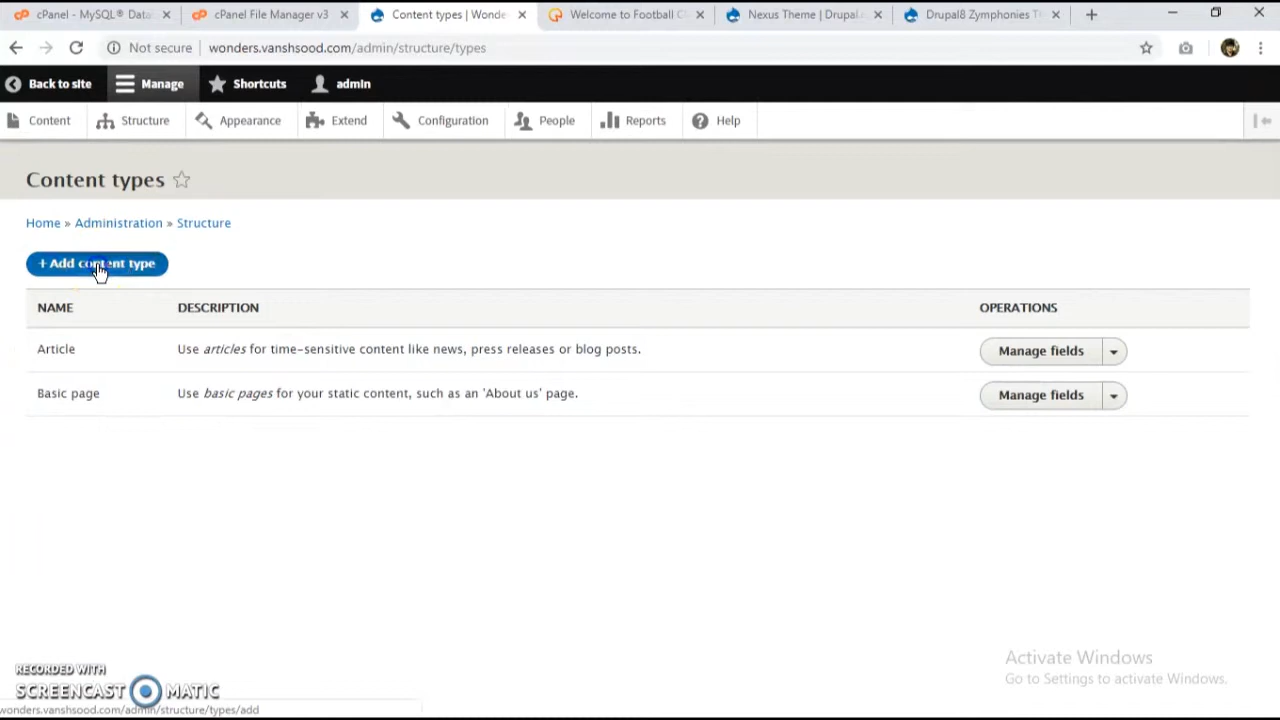 cPanel - MySQL® Data
cPanel File Manager v3
Content types | Wonde
Welcome to Football C
Nexus Theme | Drupal.
Drupal8 Zymphonies T
Not secure
wonders.vanshsood.com/admin/structure/types
Back to site
Manage
Shortcuts
admin
Content
Structure
Appearance
Extend
Configuration
People
Reports
Help
Content types
Home » Administration » Structure
+ Add content type
NAME
DESCRIPTION
OPERATIONS
Article
Use articles for time-sensitive content like news, press releases or blog posts.
Manage fields
Basic page
Use basic pages for your static content, such as an 'About us' page.
Manage fields
Activate Windows
Go to Settings to activate Windows.
RECORDED WITH
SCREENCAST MATIC
wonders.vanshsood.com/admin/structure/types/add